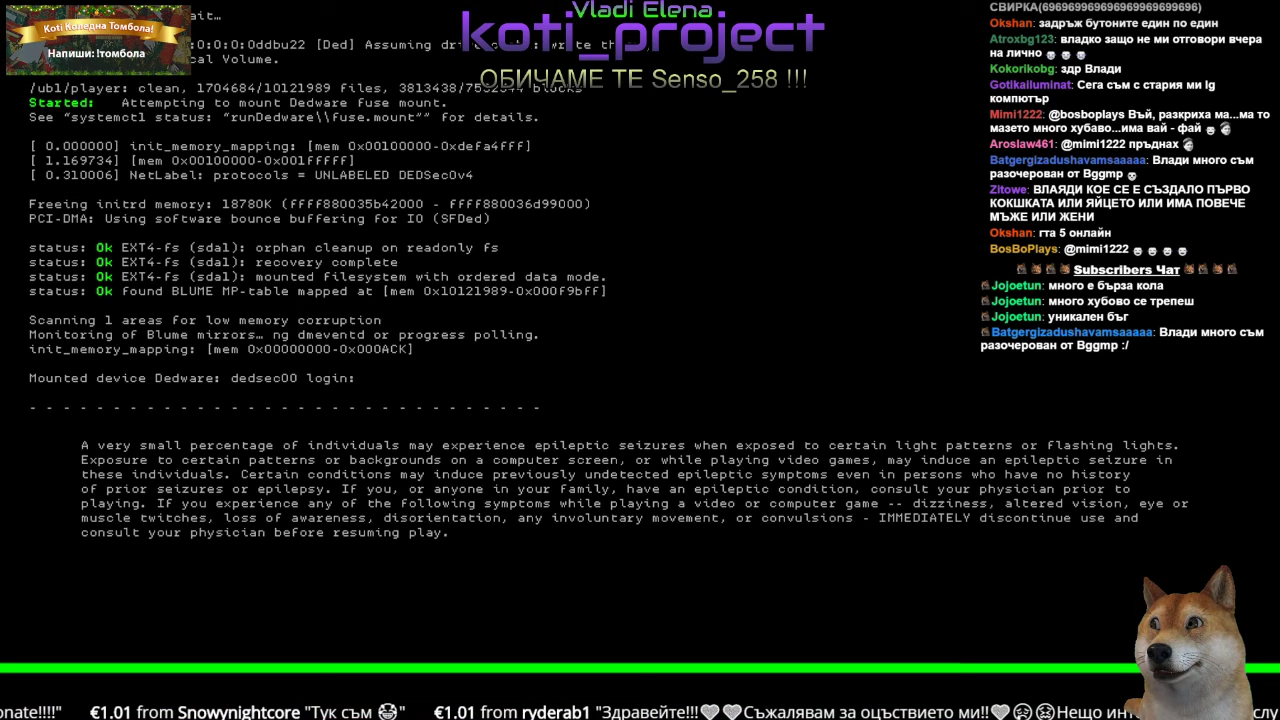 ait…
Koti Коледна Томбола!
Напиши: !томбола
Vladi Elena
koti_project
ОБИЧАМЕ ТЕ Senso_258 !!!
:0:0:0:0ddbu22 [Ded] Assuming
cal Volume.
/ubl/player: clean, 1704684/10121989 files,
Started: Attempting to mount Dedware fuse mount.
See “systemctl status: “runDedware\\fuse.mount”” for details.
[ 0.000000] init_memory_mapping: [mem 0x00100000-0xdefa4fff]
[ 1.169734] [mem 0x00100000-0x001fffff]
[ 0.310006] NetLabel: protocols = UNLABELED DEDSec0v4
Freeing initrd memory: 18780K (ffff880035b42000 - ffff880036d99000)
PCI-DMA: Using software bounce buffering for IO (SFDed)
status: Ok EXT4-fs (sda1): orphan cleanup on readonly fs
status: Ok EXT4-fs (sda1): recovery complete
status: Ok EXT4-fs (sda1): mounted filesystem with ordered data mode.
status: Ok found BLUME MP-table mapped at [mem 0x10121989-0x000f9bff]
Scanning 1 areas for low memory corruption
Monitoring of Blume mirrors… ng dmeventd or progress polling.
init_memory_mapping: [mem 0x00000000-0x000ACK]
Mounted device Dedware: dedsec00 login:
- - - - - - - - - - - - - - - - - - - - - - - - - - - - - - -
A very small percentage of individuals may experience epileptic seizures when exposed to certain light patterns or flashing lights.
Exposure to certain patterns or backgrounds on a computer screen, or while playing video games, may induce an epileptic seizure in
these individuals. Certain conditions may induce previously undetected epileptic symptoms even in persons who have no history
of prior seizures or epilepsy. If you, or anyone in your family, have an epileptic condition, consult your physician prior to
playing. If you experience any of the following symptoms while playing a video or computer game -- dizziness, altered vision, eye or
muscle twitches, loss of awareness, disorientation, any involuntary movement, or convulsions - IMMEDIATELY discontinue use and
consult your physician before resuming play.
СВИРКА(696969969696969969699696)
Okshan: задръж бутоните един по един
Atroxbg123: владко защо не ми отговори вчера
на лично
Kokorikobg: здр Влади
Gotikailuminat: Сега съм с стария ми lg
компютър
Mimi1222: @bosboplays Въй, разкриха ма...ма то
мазето много хубаво...има вай - фай
Aroslaw461: @mimi1222 пръднах
Batgergizadushavamsaaaaa: Влади много съм
разочерован от Bggmp
Zitowe: ВЛАЯДИ КОЕ СЕ Е СЪЗДАЛО ПЪРВО
КОКШКАТА ИЛИ ЯЙЦЕТО ИЛИ ИМА ПОВЕЧЕ
МЪЖЕ ИЛИ ЖЕНИ
Okshan: гта 5 онлайн
BosBoPlays: @mimi1222
Subscribers Чат
Jojoetun: много е бърза кола
Jojoetun: много хубово се трепеш
Jojoetun: уникален бъг
Batgergizadushavamsaaaaa: Влади много съм
разочерован от Bggmp :/
onate!!!!" €1.01 from Snowynightcore "Тук съм 😂" €1.01 from ryderab1 "Здравейте!!!🤍🤍Съжалявам за оцъствието ми!!🤍😔😫Нещо инт